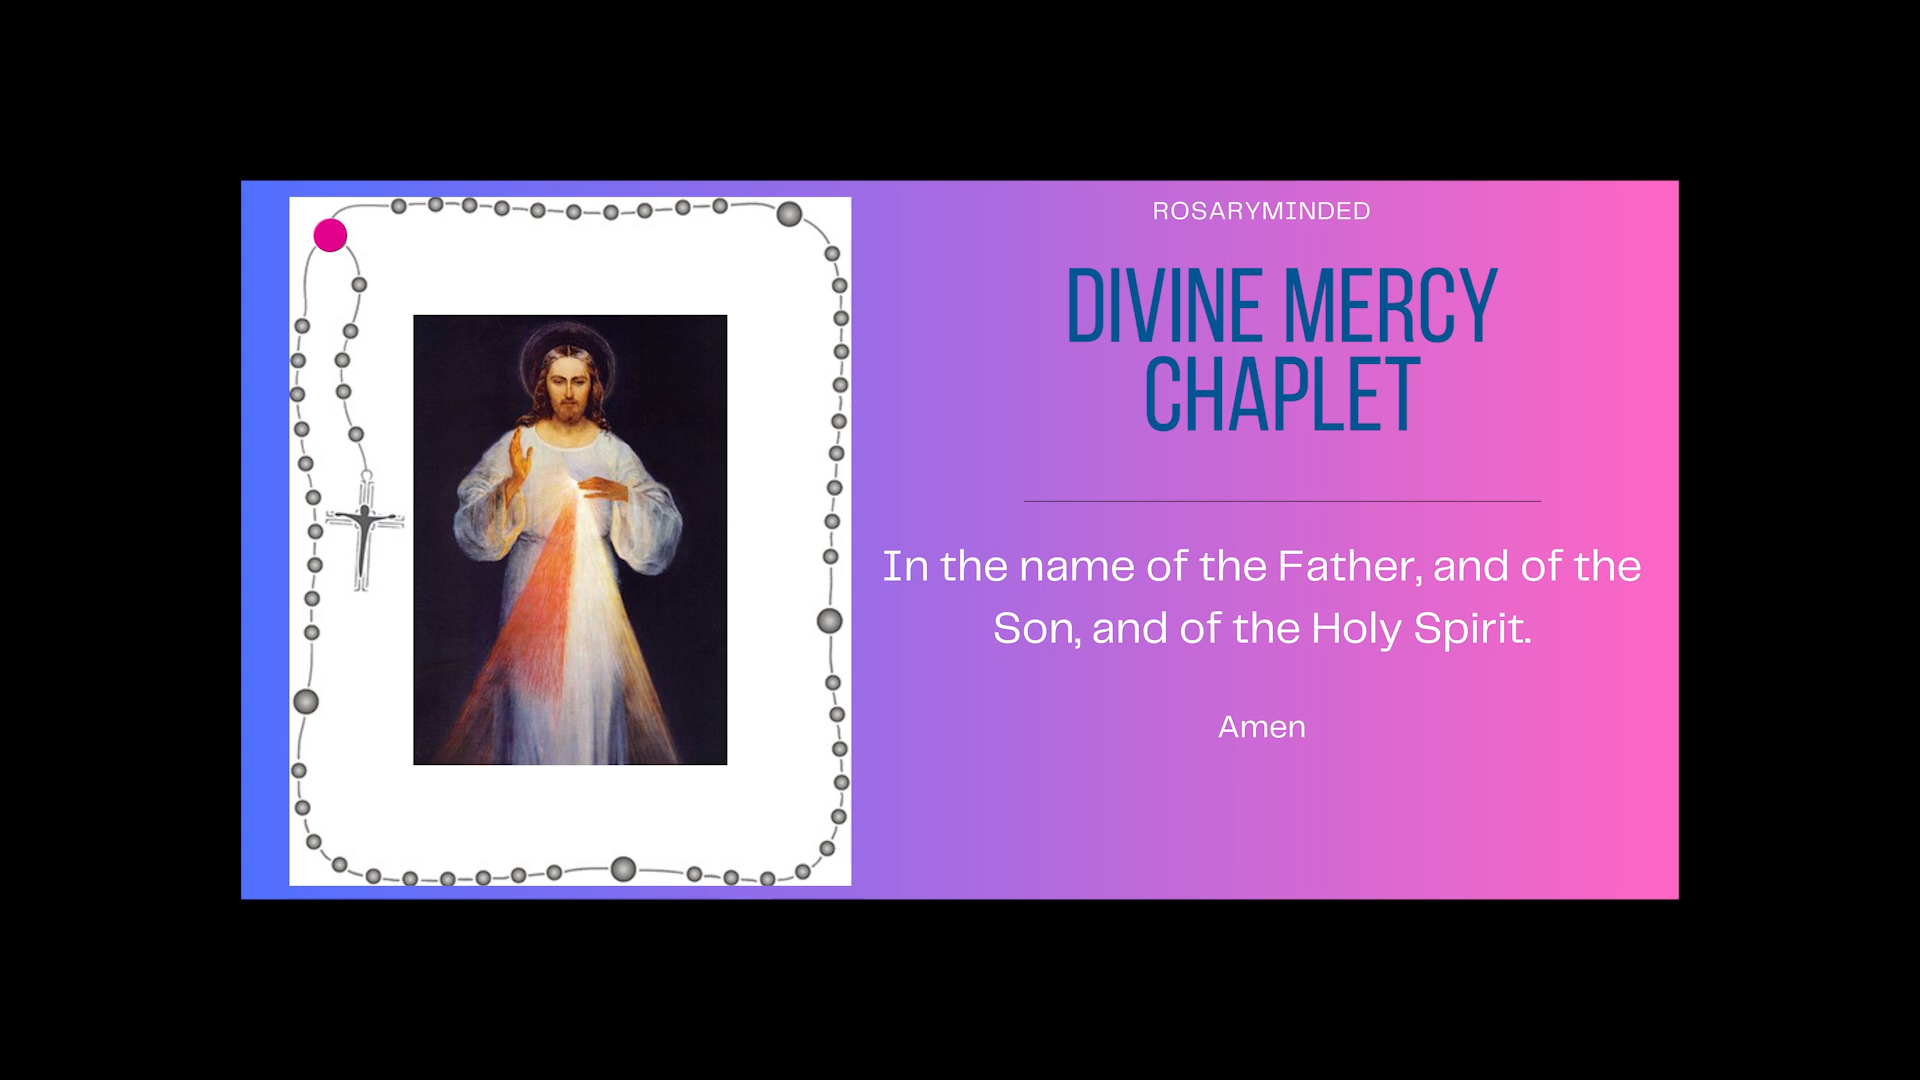 ROSARYMINDED
DIVINE MERCY
CHAPLET
In the name of the Father, and of the
Son, and of the Holy Spirit.
Amen